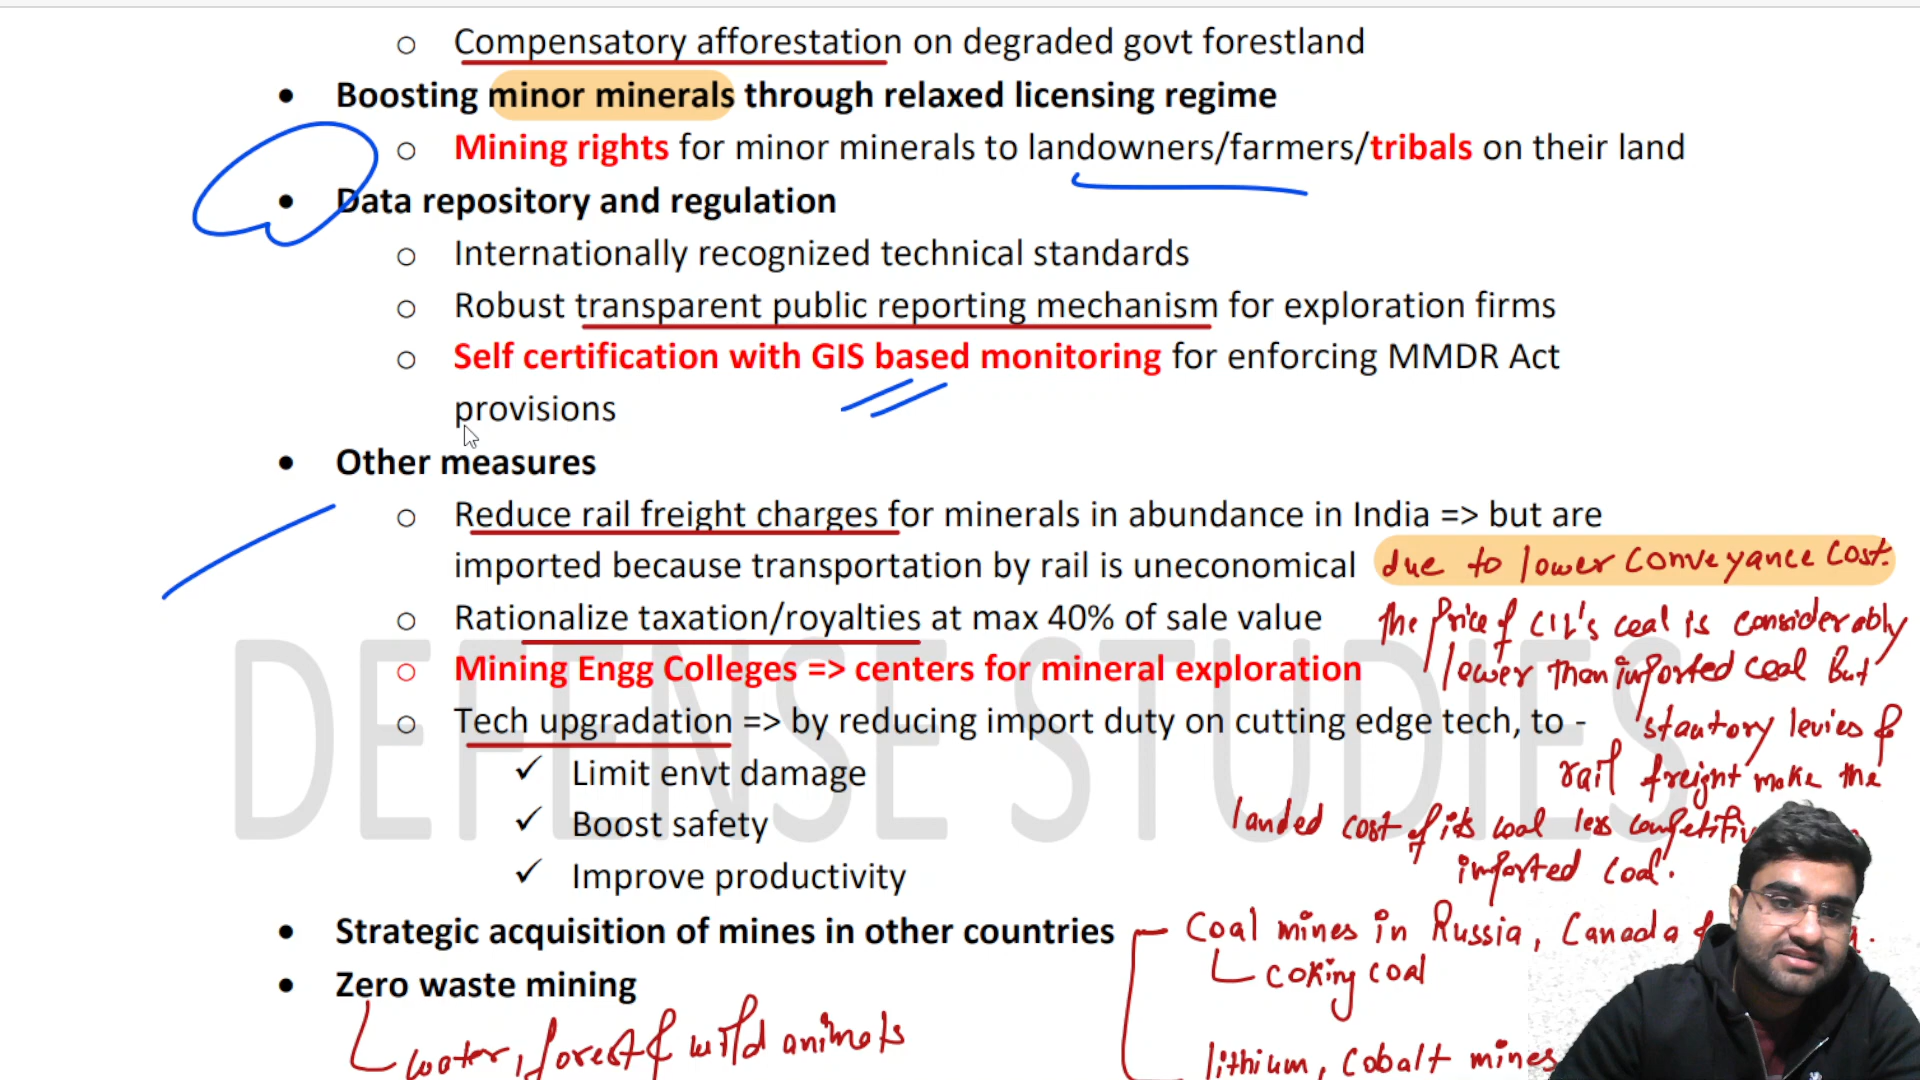 o Compensatory afforestation on degraded govt forestland
• Boosting minor minerals through relaxed licensing regime
o Mining rights for minor minerals to landowners/farmers/tribals on their land
• Data repository and regulation
o Internationally recognized technical standards
o Robust transparent public reporting mechanism for exploration firms
o Self certification with GIS based monitoring for enforcing MMDR Act
provisions
• Other measures
o Reduce rail freight charges for minerals in abundance in India => but are
imported because transportation by rail is uneconomical due to lower conveyance cost.
o Rationalize taxation/royalties at max 40% of sale value
the price of CIL's coal is considerably
o Mining Engg Colleges => centers for mineral exploration
lower than imported coal But
o Tech upgradation => by reducing import duty on cutting edge tech, to -
stautory levies &
✓ Limit envt damage
rail freight make the
✓ Boost safety
landed cost of its coal less
✓ Improve productivity
imported coal.
• Strategic acquisition of mines in other countries
Coal mines in Russia, Canada &
coking coal
• Zero waste mining
water, forest & wild animals
lithium, cobalt mines
DEFENSE STUDIES